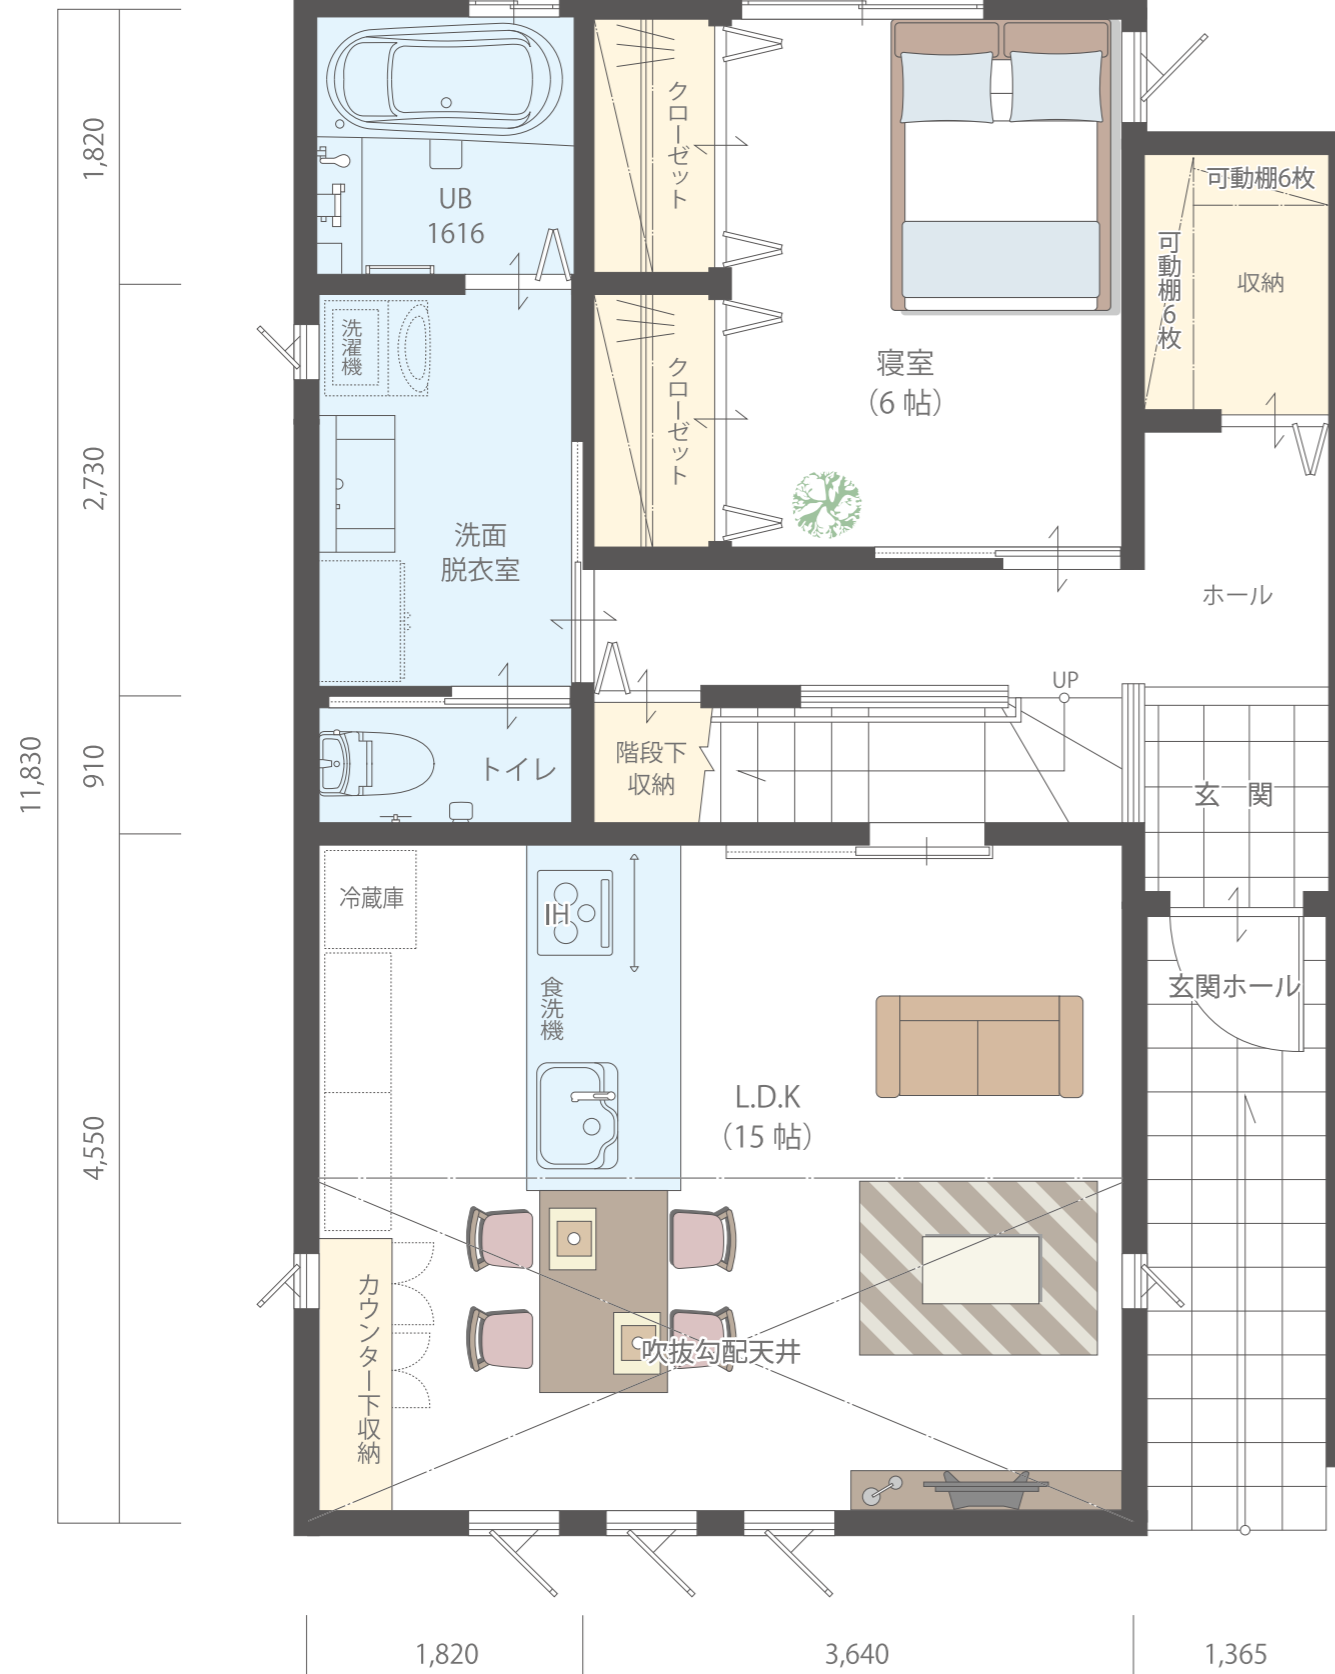 1,820
2,730
910
4,550
11,830
UB
1616
クローゼット
クローゼット
寝室
（6 帖）
可動棚6枚
可動棚6枚
収納
洗濯機
洗面
脱衣室
ホール
UP
トイレ
階段下
収納
玄 関
玄関ホール
冷蔵庫
IH
食洗機
L.D.K
（15 帖）
吹抜勾配天井
カウンター下収納
1,820
3,640
1,365